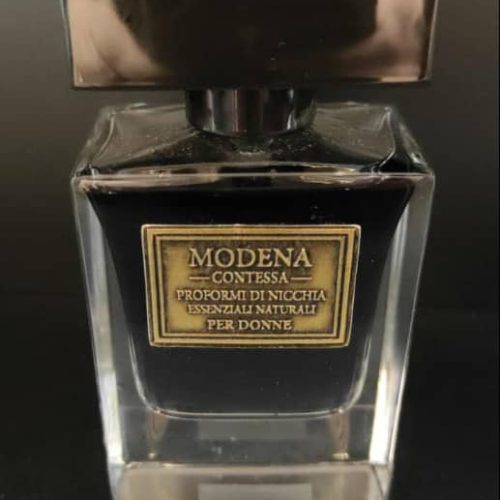 MODENA
— CONTESSA —
PROFORMI DI NICCHIA
ESSENZIALI NATURALI
PER DONNE